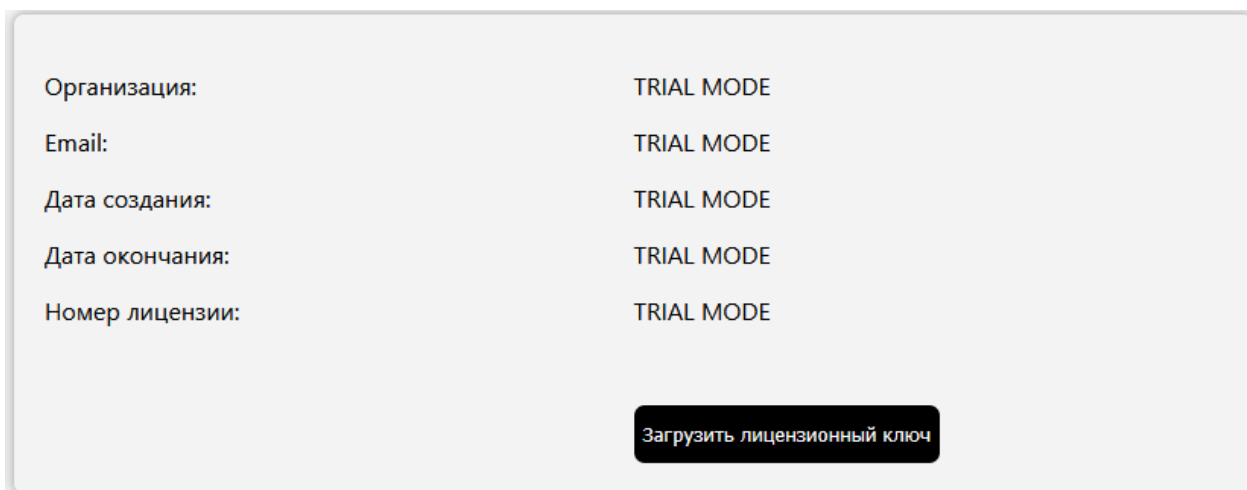 Организация: TRIAL MODE
Email: TRIAL MODE
Дата создания: TRIAL MODE
Дата окончания: TRIAL MODE
Номер лицензии: TRIAL MODE
Загрузить лицензионный ключ